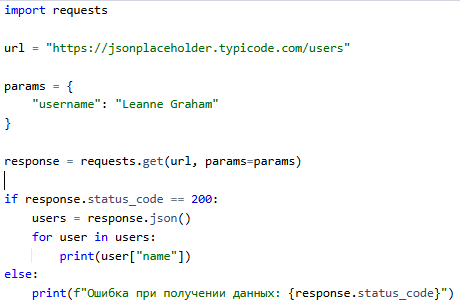 import requests
url = "https://jsonplaceholder.typicode.com/users"
params = {
    "username": "Leanne Graham"
}
response = requests.get(url, params=params)
if response.status_code == 200:
    users = response.json()
    for user in users:
        print(user["name"])
else:
    print(f"Ошибка при получении данных: {response.status_code}")